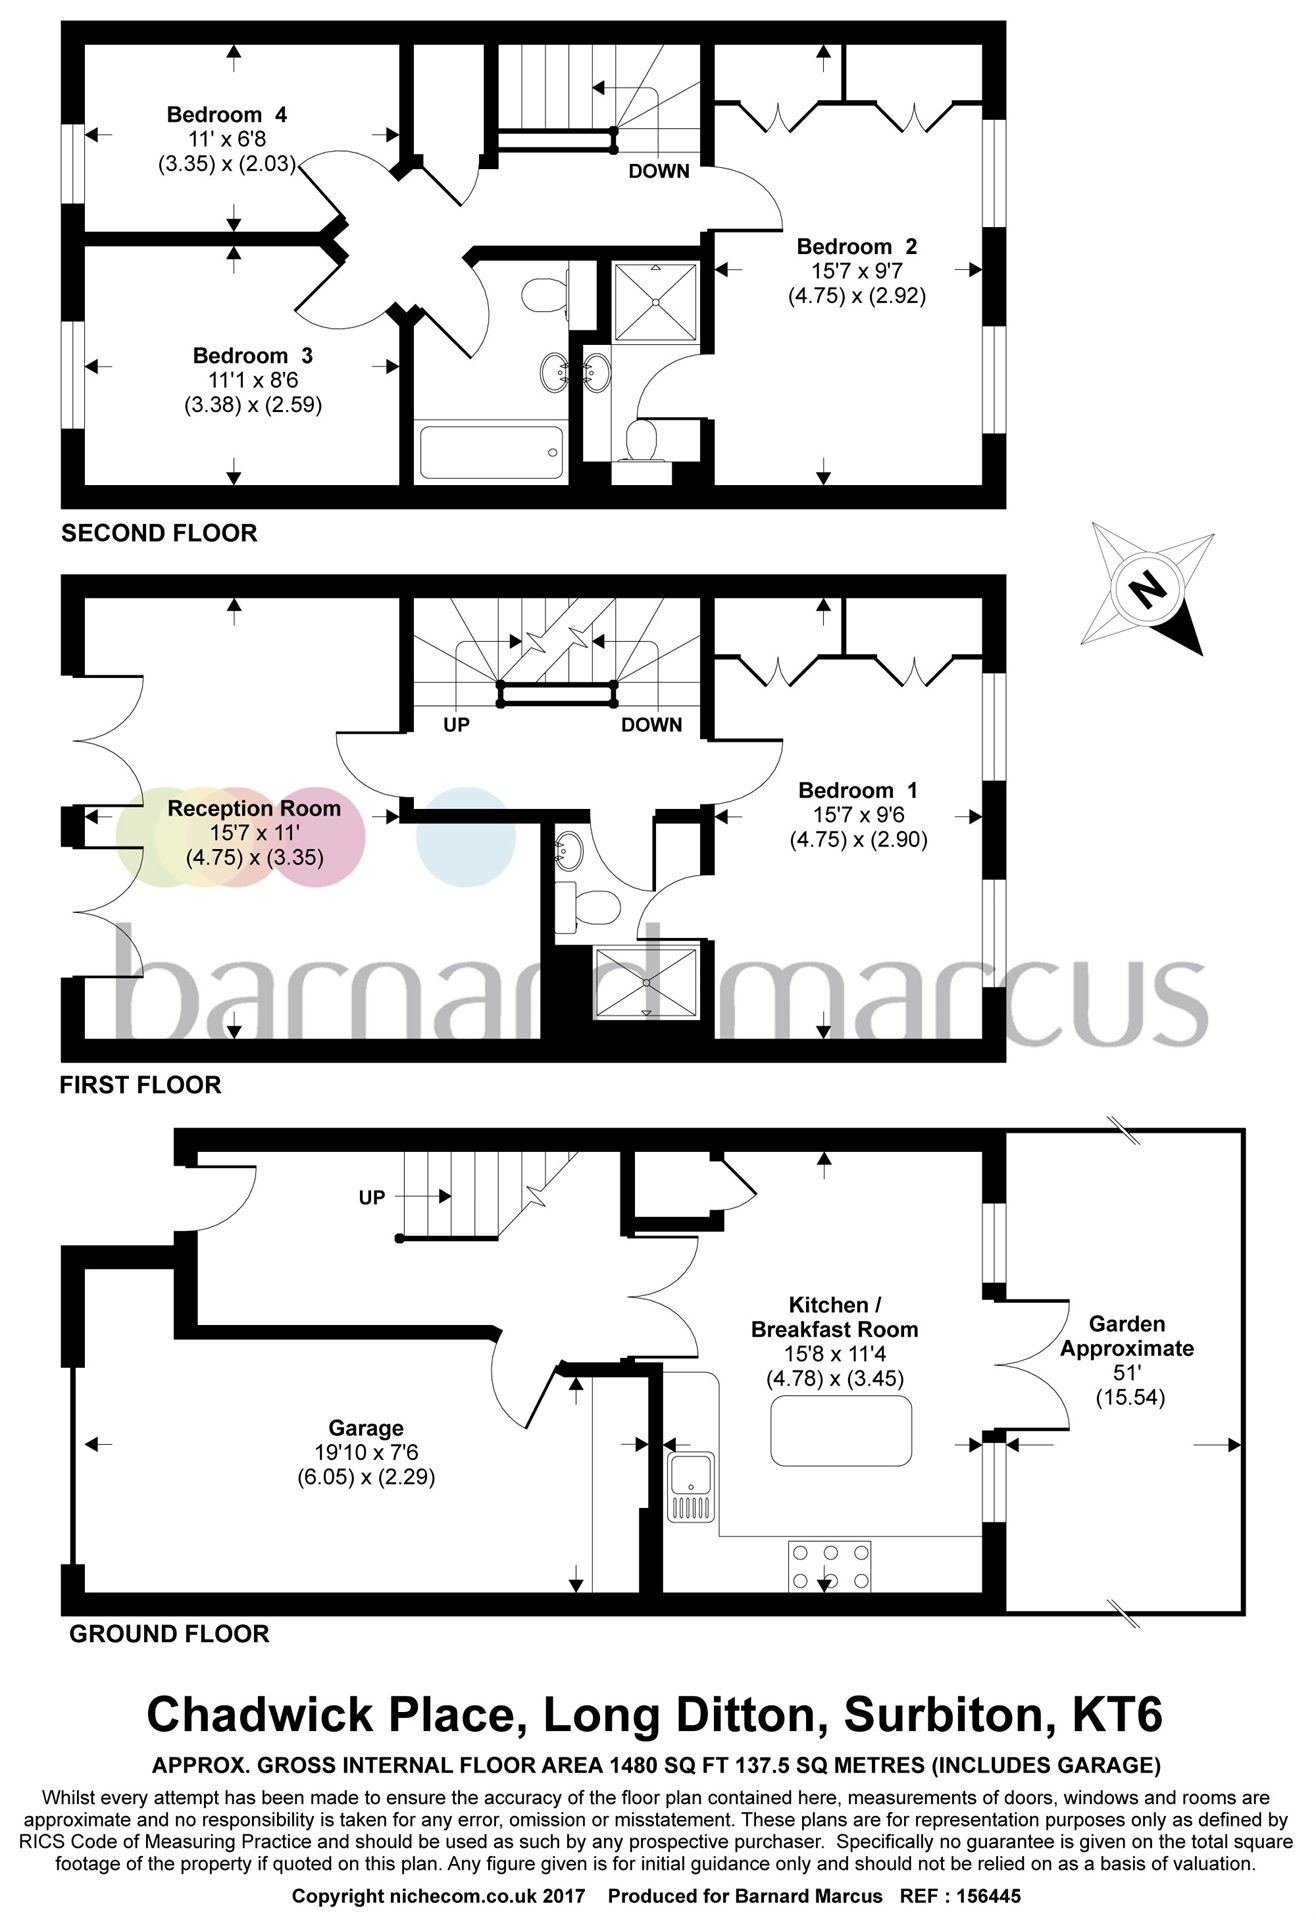 Bedroom 4
11' x 6'8
(3.35) x (2.03)
DOWN
Bedroom 2
15'7 x 9'7
(4.75) x (2.92)
Bedroom 3
11'1 x 8'6
(3.38) x (2.59)
SECOND FLOOR
N
UP
DOWN
Reception Room
15'7 x 11'
(4.75) x (3.35)
Bedroom 1
15'7 x 9'6
(4.75) x (2.90)
barnard marcus
FIRST FLOOR
UP
Kitchen /
Breakfast Room
15'8 x 11'4
(4.78) x (3.45)
Garden
Approximate
51'
(15.54)
Garage
19'10 x 7'6
(6.05) x (2.29)
GROUND FLOOR
Chadwick Place, Long Ditton, Surbiton, KT6
APPROX. GROSS INTERNAL FLOOR AREA 1480 SQ FT 137.5 SQ METRES (INCLUDES GARAGE)
Whilst every attempt has been made to ensure the accuracy of the floor plan contained here, measurements of doors, windows and rooms are
approximate and no responsibility is taken for any error, omission or misstatement. These plans are for representation purposes only as defined by
RICS Code of Measuring Practice and should be used as such by any prospective purchaser. Specifically no guarantee is given on the total square
footage of the property if quoted on this plan. Any figure given is for initial guidance only and should not be relied on as a basis of valuation.
Copyright nichecom.co.uk 2017 Produced for Barnard Marcus REF : 156445